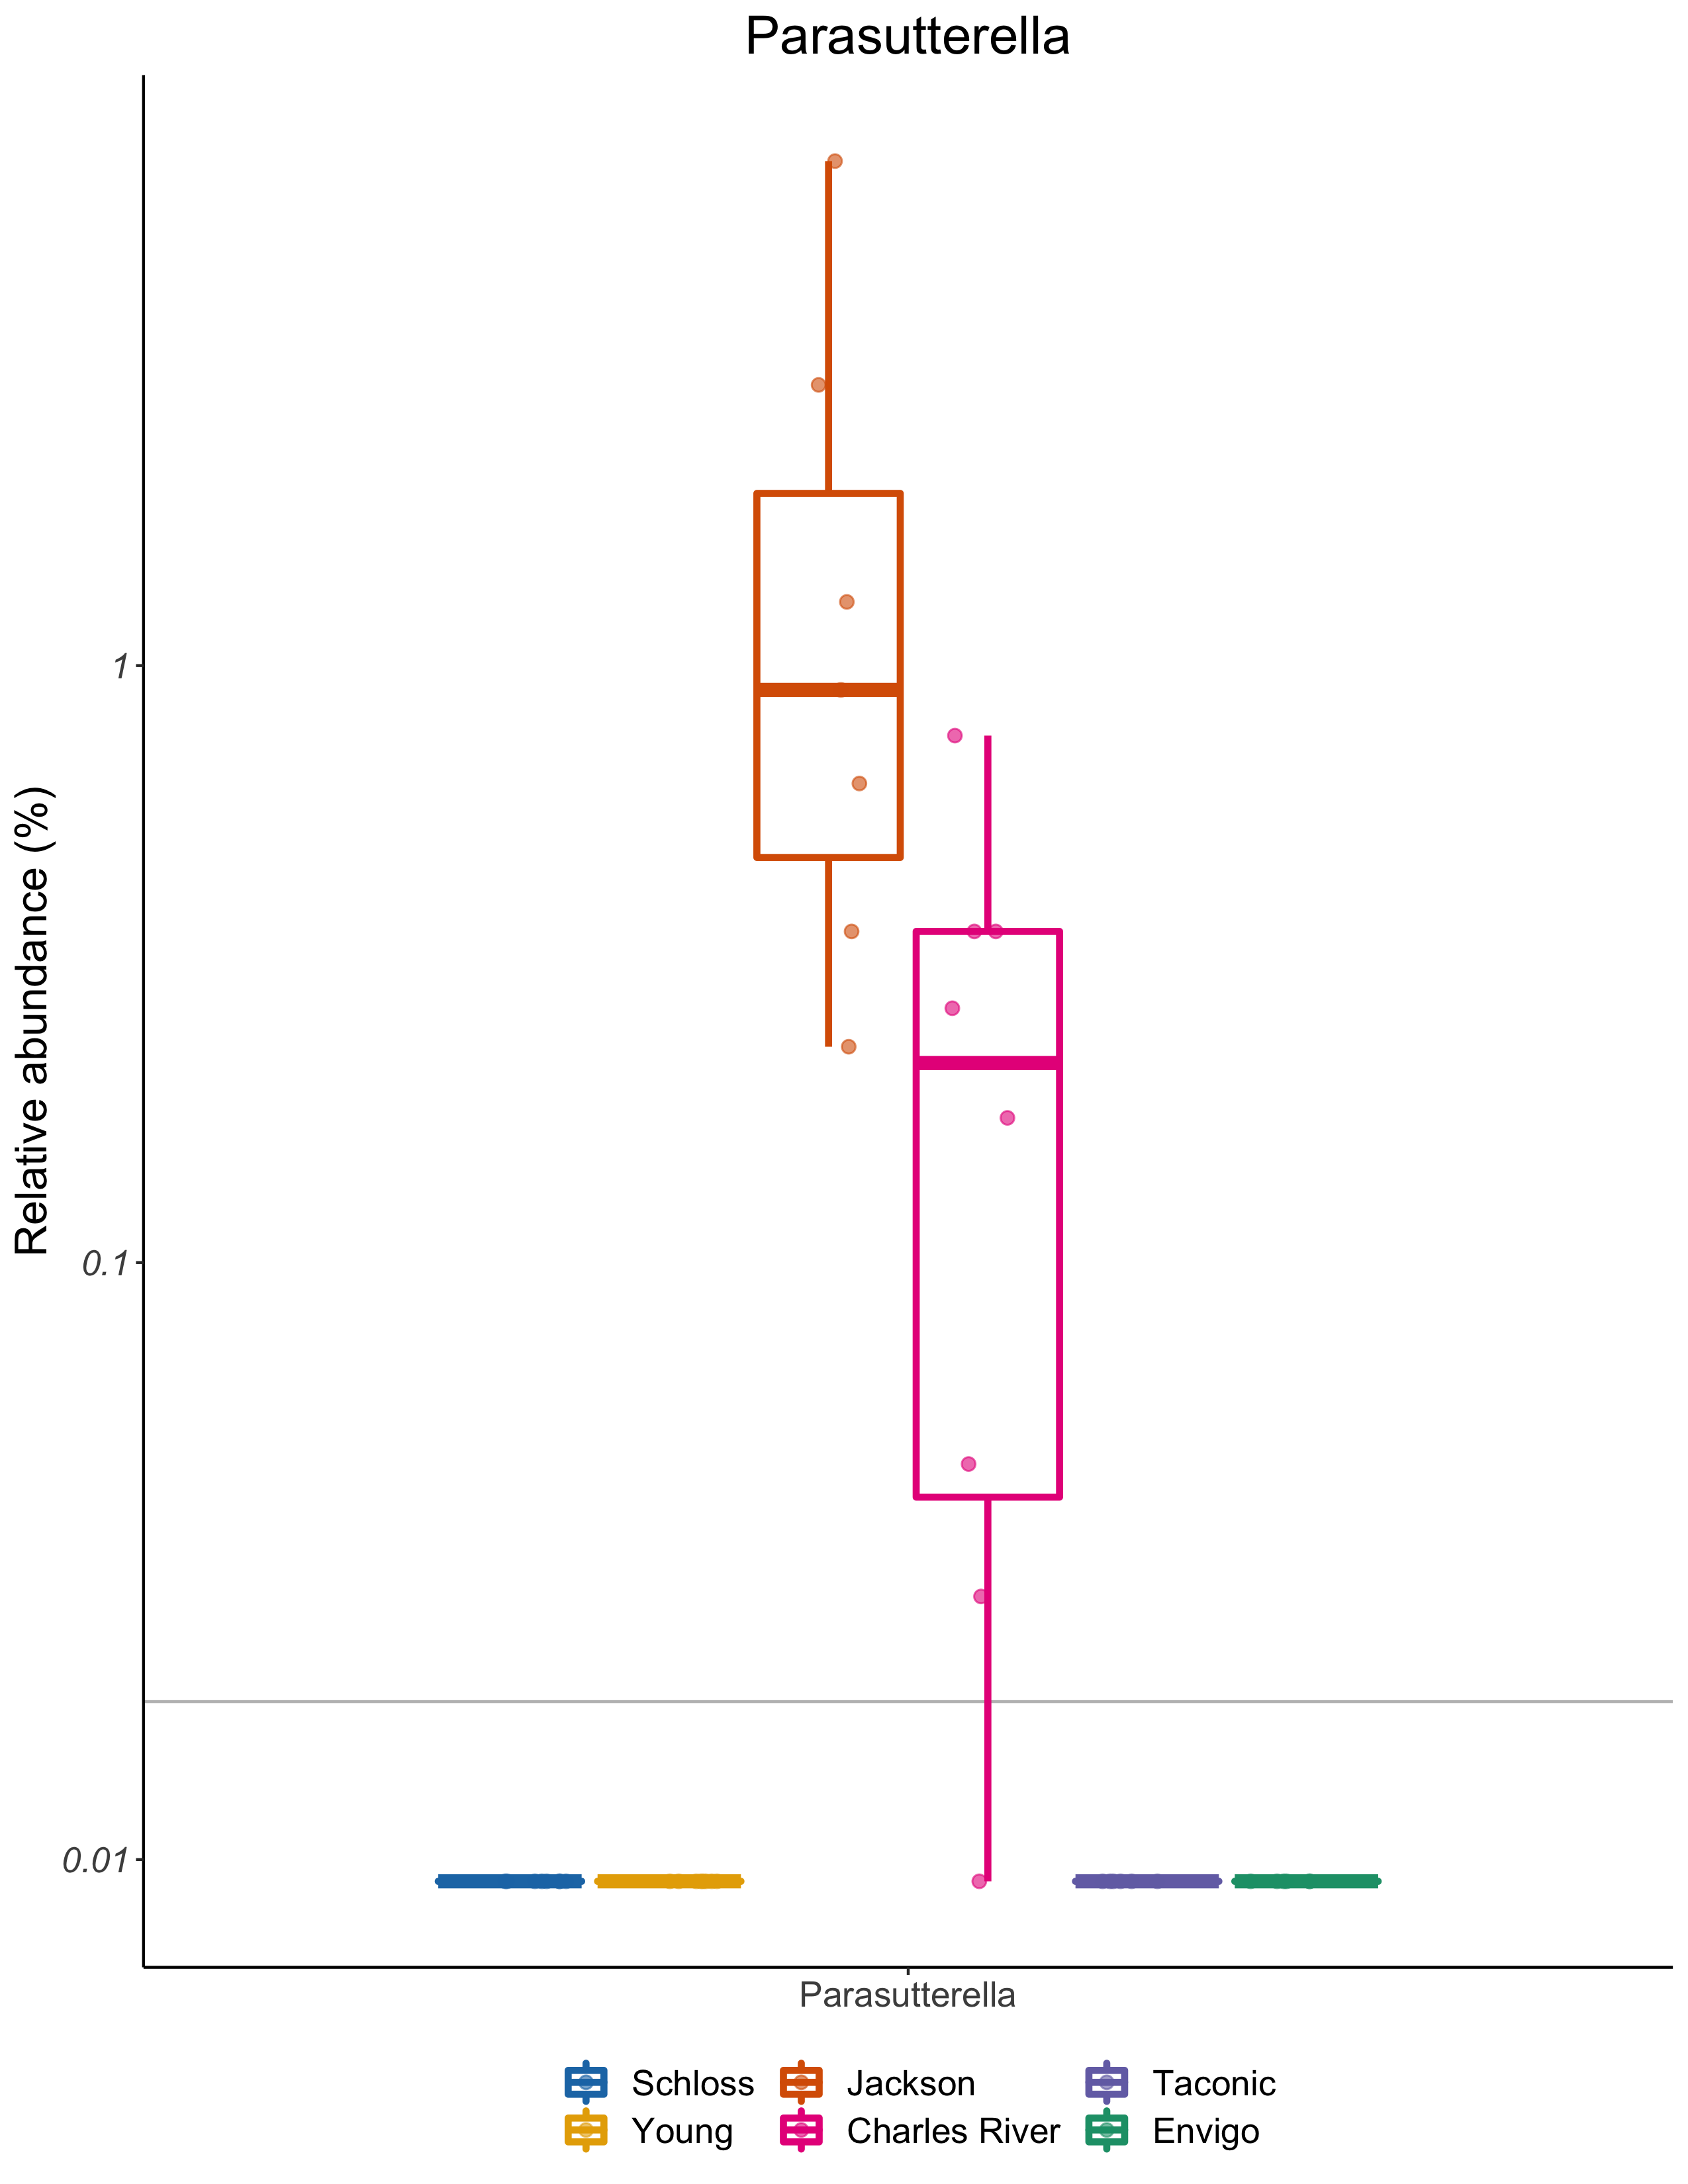 Parasutterella
Relative abundance (%)
1
0.1
0.01
Parasutterella
Schloss
Jackson
Taconic
Young
Charles River
Envigo